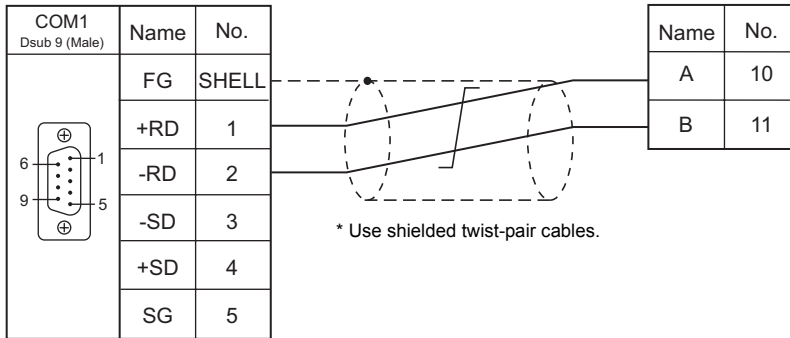 COM1
Dsub 9 (Male)
Name No.
FG SHELL
+RD 1
-RD 2
-SD 3
+SD 4
SG 5
6
1
9
5
* Use shielded twist-pair cables.
Name No.
A 10
B 11